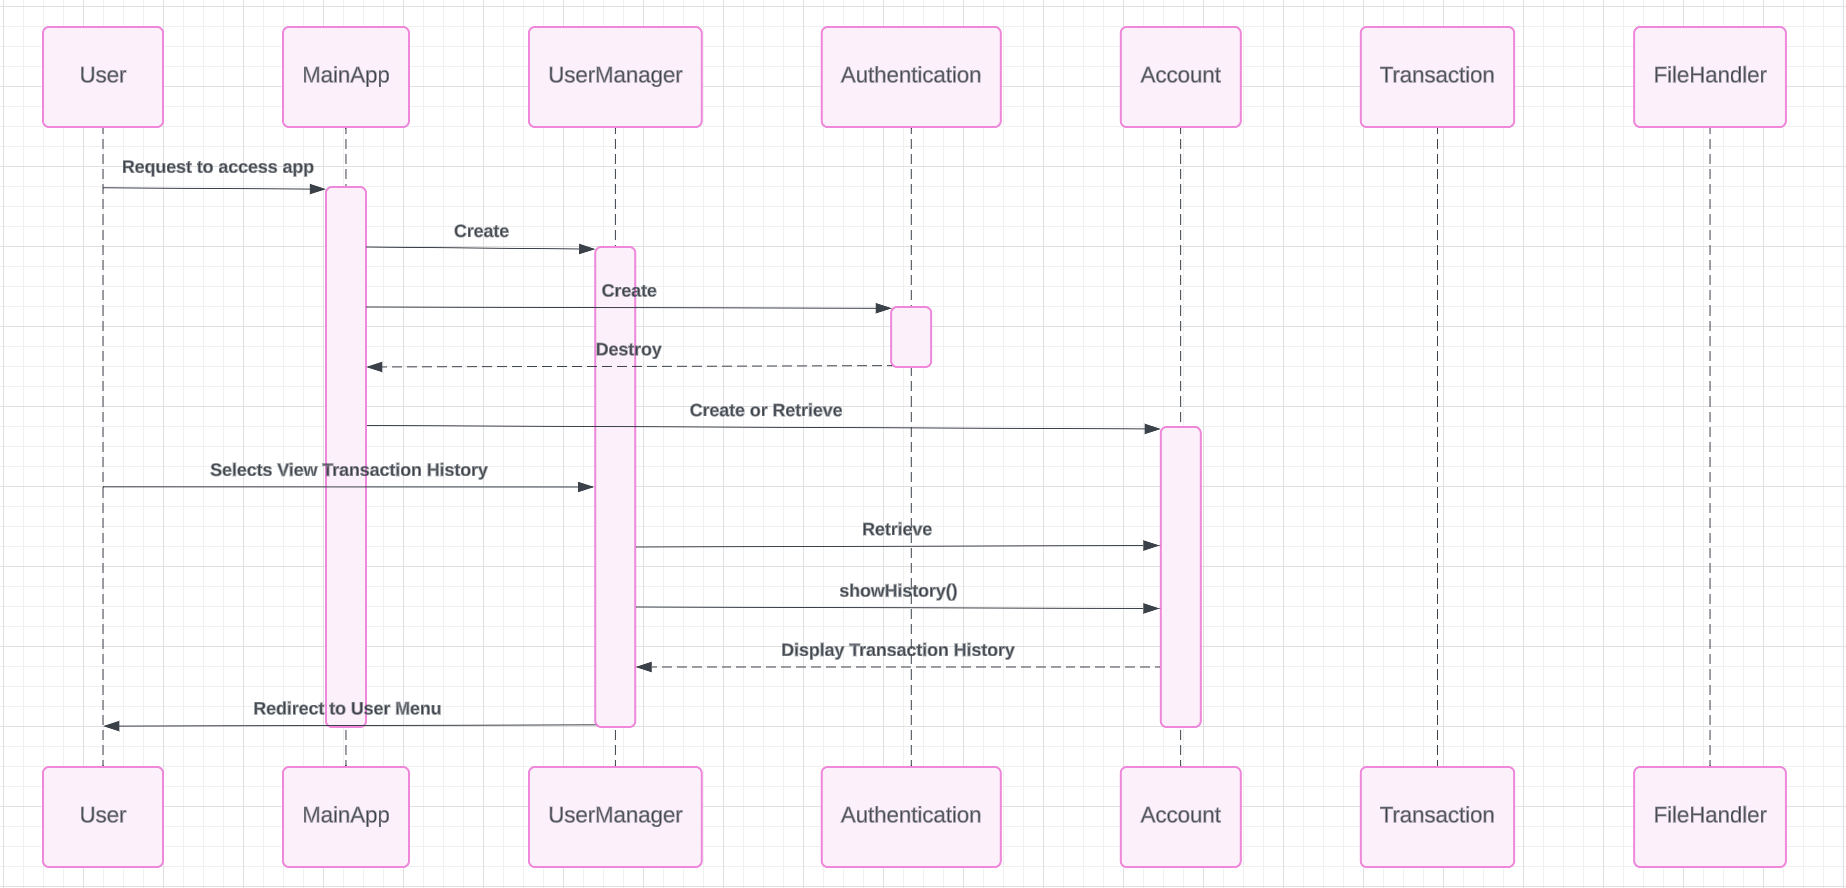 User
MainApp
UserManager
Authentication
Account
Transaction
FileHandler
Request to access app
Create
Create
Destroy
Create or Retrieve
Selects View Transaction History
Retrieve
showHistory()
Display Transaction History
Redirect to User Menu
User
MainApp
UserManager
Authentication
Account
Transaction
FileHandler